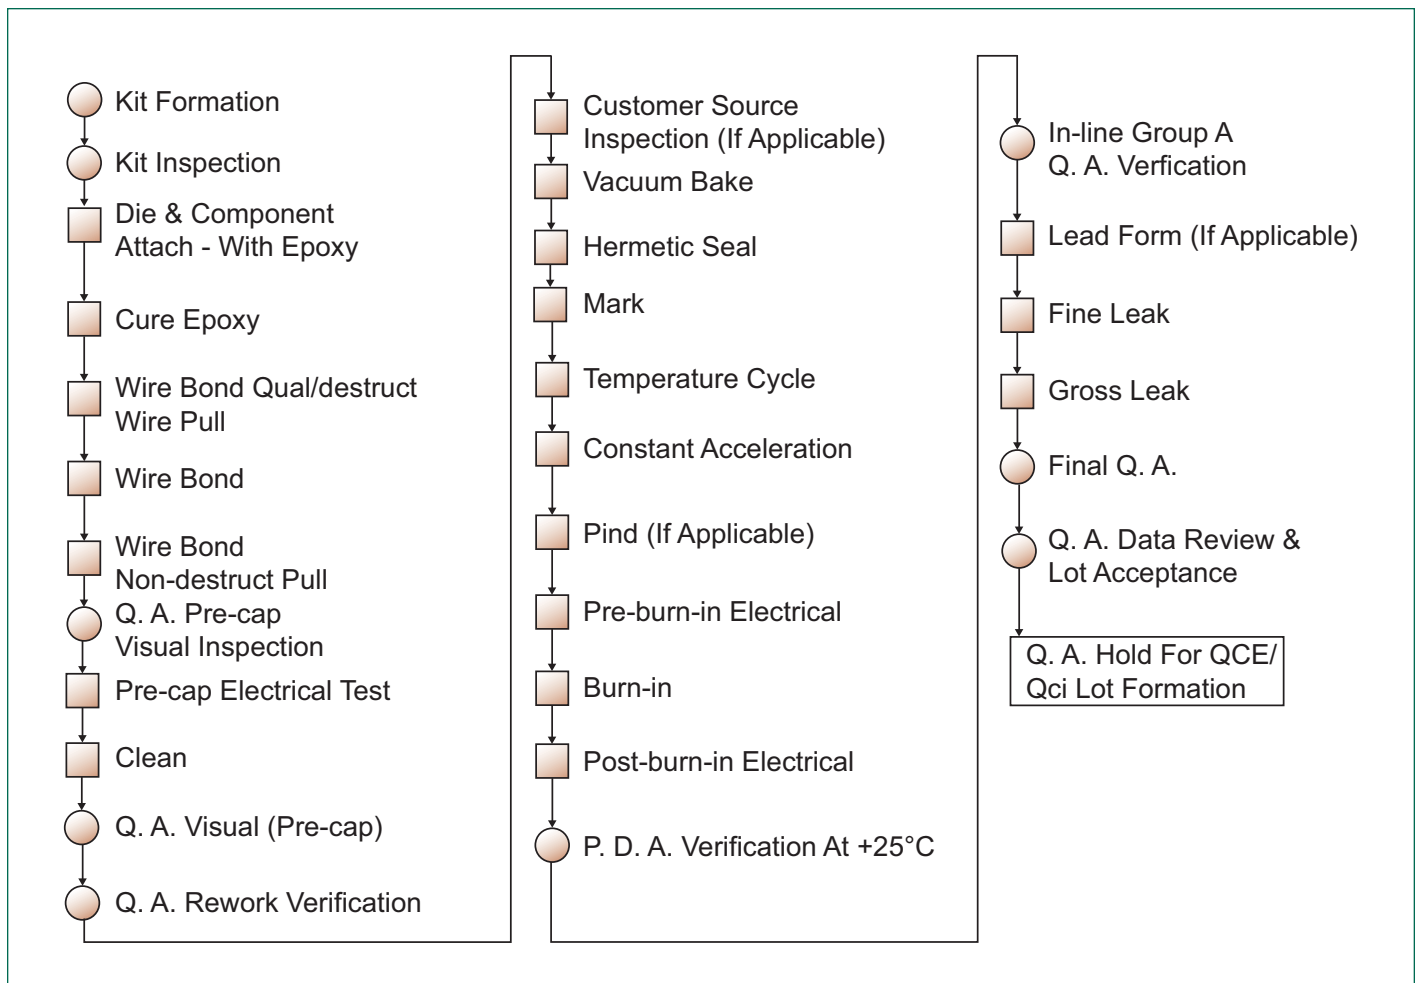 Kit Formation
Kit Inspection
Die & Component
Attach - With Epoxy
Cure Epoxy
Wire Bond Qual/destruct
Wire Pull
Wire Bond
Wire Bond
Non-destruct Pull
Q. A. Pre-cap
Visual Inspection
Pre-cap Electrical Test
Clean
Q. A. Visual (Pre-cap)
Q. A. Rework Verification
Customer Source
Inspection (If Applicable)
Vacuum Bake
Hermetic Seal
Mark
Temperature Cycle
Constant Acceleration
Pind (If Applicable)
Pre-burn-in Electrical
Burn-in
Post-burn-in Electrical
P. D. A. Verification At +25°C
In-line Group A
Q. A. Verfication
Lead Form (If Applicable)
Fine Leak
Gross Leak
Final Q. A.
Q. A. Data Review &
Lot Acceptance
Q. A. Hold For QCE/
Qci Lot Formation